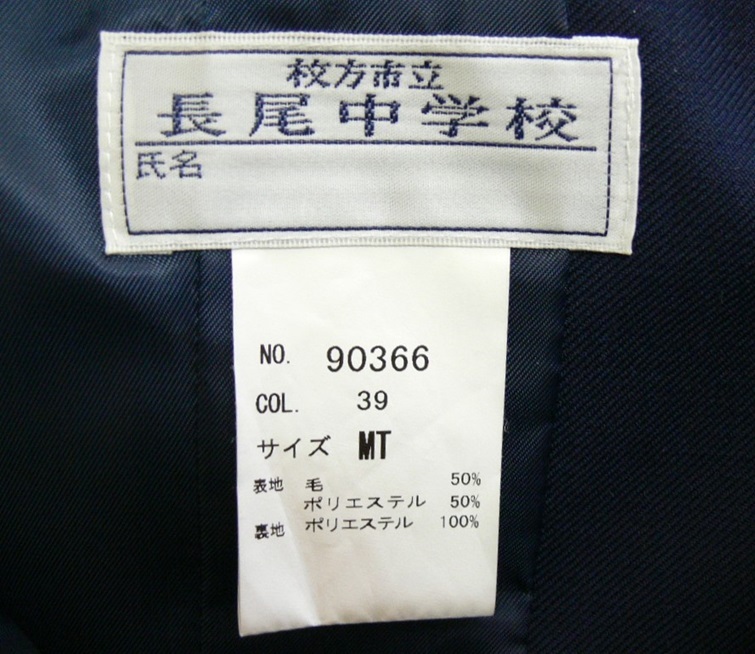 枚方市立
長尾中学校
氏名
NO. 90366
COL. 39
サイズ MT
表地 毛 50%
ポリエステル 50%
裏地 ポリエステル 100%